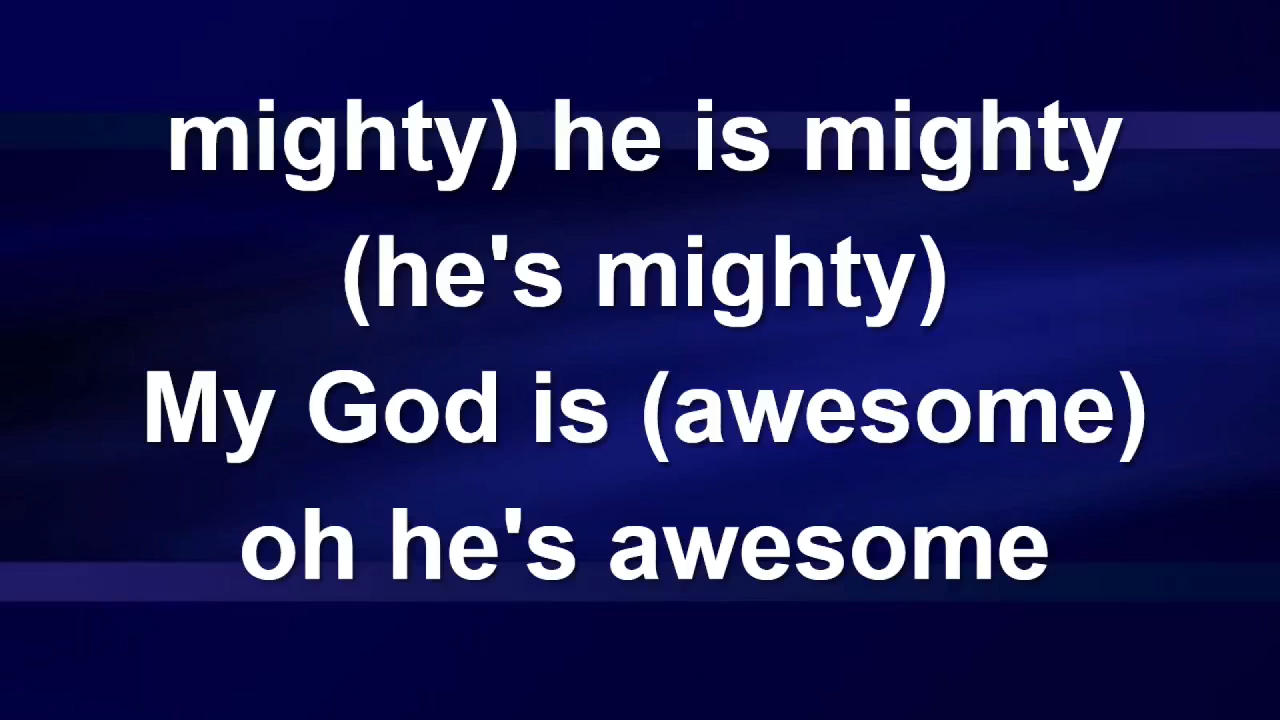 mighty) he is mighty
(he's mighty)
My God is (awesome)
oh he's awesome